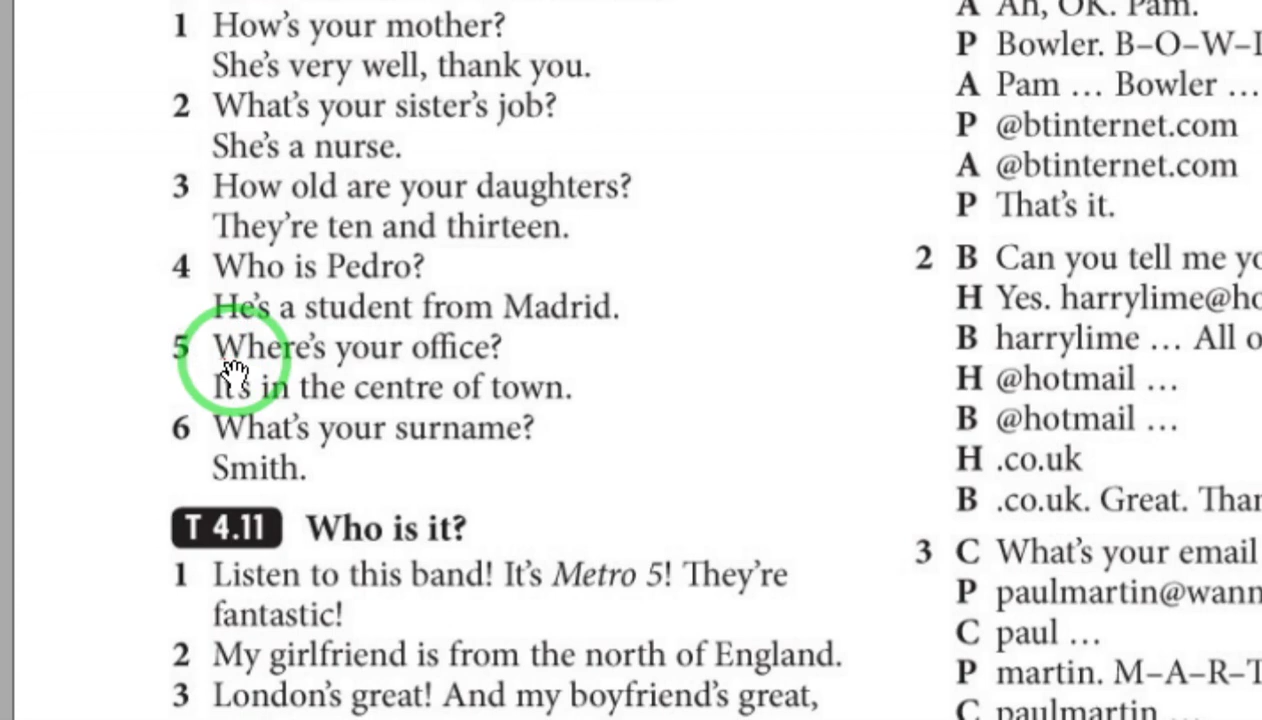 1 How's your mother?
She's very well, thank you.
2 What's your sister's job?
She's a nurse.
3 How old are your daughters?
They're ten and thirteen.
4 Who is Pedro?
He's a student from Madrid.
5 Where's your office?
It's in the centre of town.
6 What's your surname?
Smith.
T 4.11 Who is it?
1 Listen to this band! It's Metro 5! They're
fantastic!
2 My girlfriend is from the north of England.
3 London's great! And my boyfriend's great,
A Ah, OK. Pam.
P Bowler. B–O–W–
A Pam … Bowler …
P @btinternet.com
A @btinternet.com
P That's it.
2 B Can you tell me
H Yes. harrylime@
B harrylime … All
H @hotmail …
B @hotmail …
H .co.uk
B .co.uk. Great.
3 C What's your email
P paulmartin@
C paul …
P martin. M–A–R–
C paulmartin …